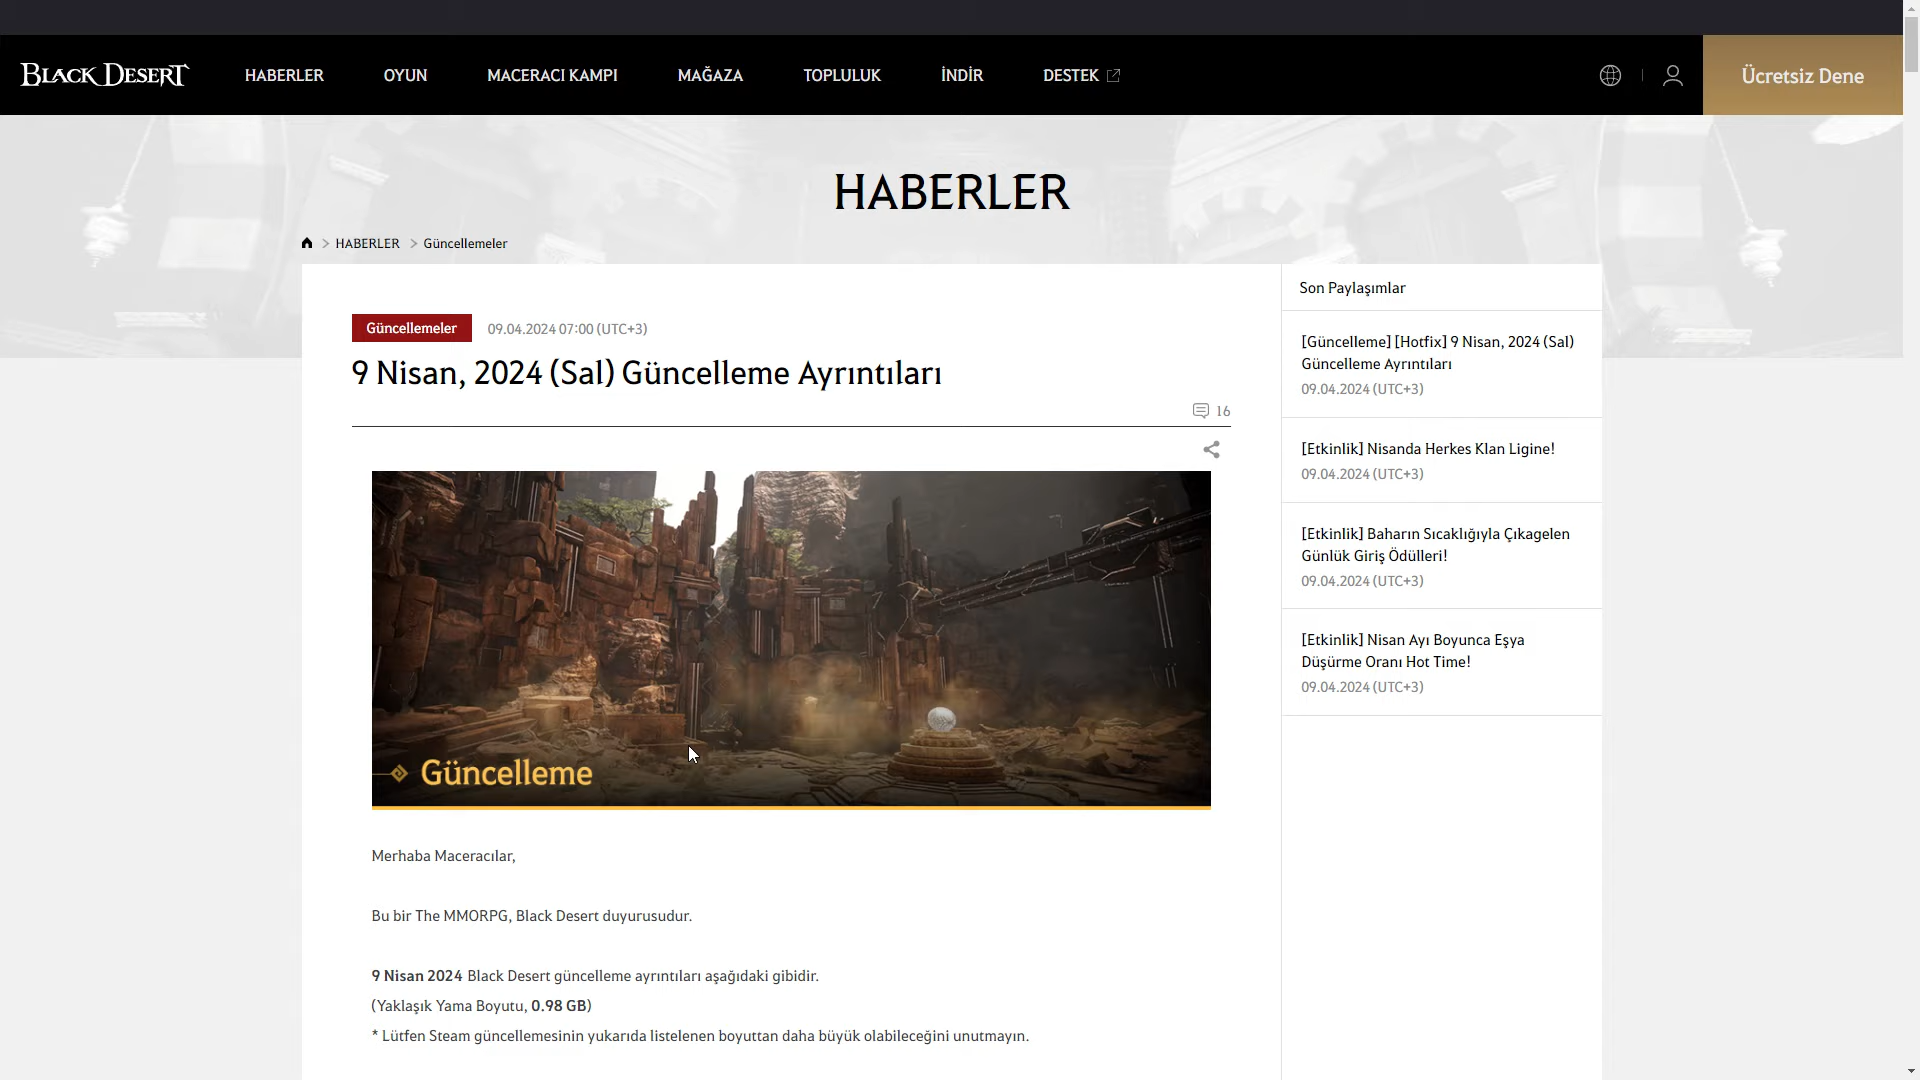 BLACK DESERT
HABERLER
OYUN
MACERACI KAMPI
MAĞAZA
TOPLULUK
İNDİR
DESTEK
Ücretsiz Dene
HABERLER
> HABERLER > Güncellemeler
Güncellemeler
09.04.2024 07:00 (UTC+3)
9 Nisan, 2024 (Sal) Güncelleme Ayrıntıları
16
Güncelleme
Merhaba Maceracılar,
Bu bir The MMORPG, Black Desert duyurusudur.
9 Nisan 2024 Black Desert güncelleme ayrıntıları aşağıdaki gibidir.
(Yaklaşık Yama Boyutu, 0.98 GB)
* Lütfen Steam güncellemesinin yukarıda listelenen boyuttan daha büyük olabileceğini unutmayın.
Son Paylaşımlar
[Güncelleme] [Hotfix] 9 Nisan, 2024 (Sal)
Güncelleme Ayrıntıları
09.04.2024 (UTC+3)
[Etkinlik] Nisanda Herkes Klan Ligine!
09.04.2024 (UTC+3)
[Etkinlik] Baharın Sıcaklığıyla Çıkagelen
Günlük Giriş Ödülleri!
09.04.2024 (UTC+3)
[Etkinlik] Nisan Ayı Boyunca Eşya
Düşürme Oranı Hot Time!
09.04.2024 (UTC+3)